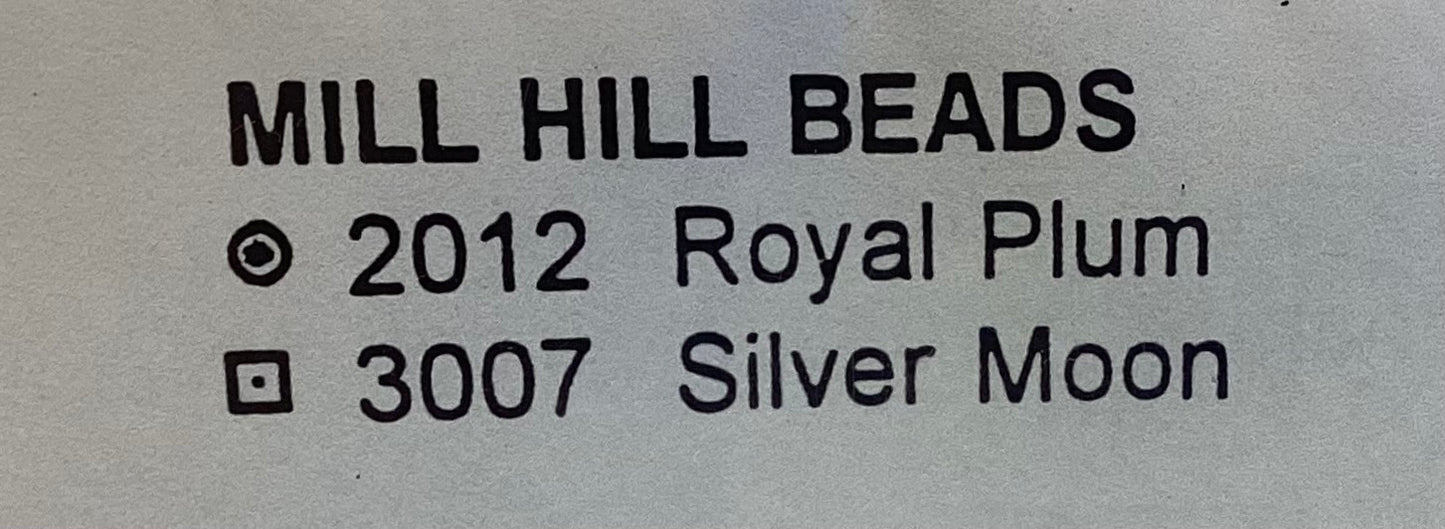 MILL HILL BEADS
2012 Royal Plum
3007 Silver Moon